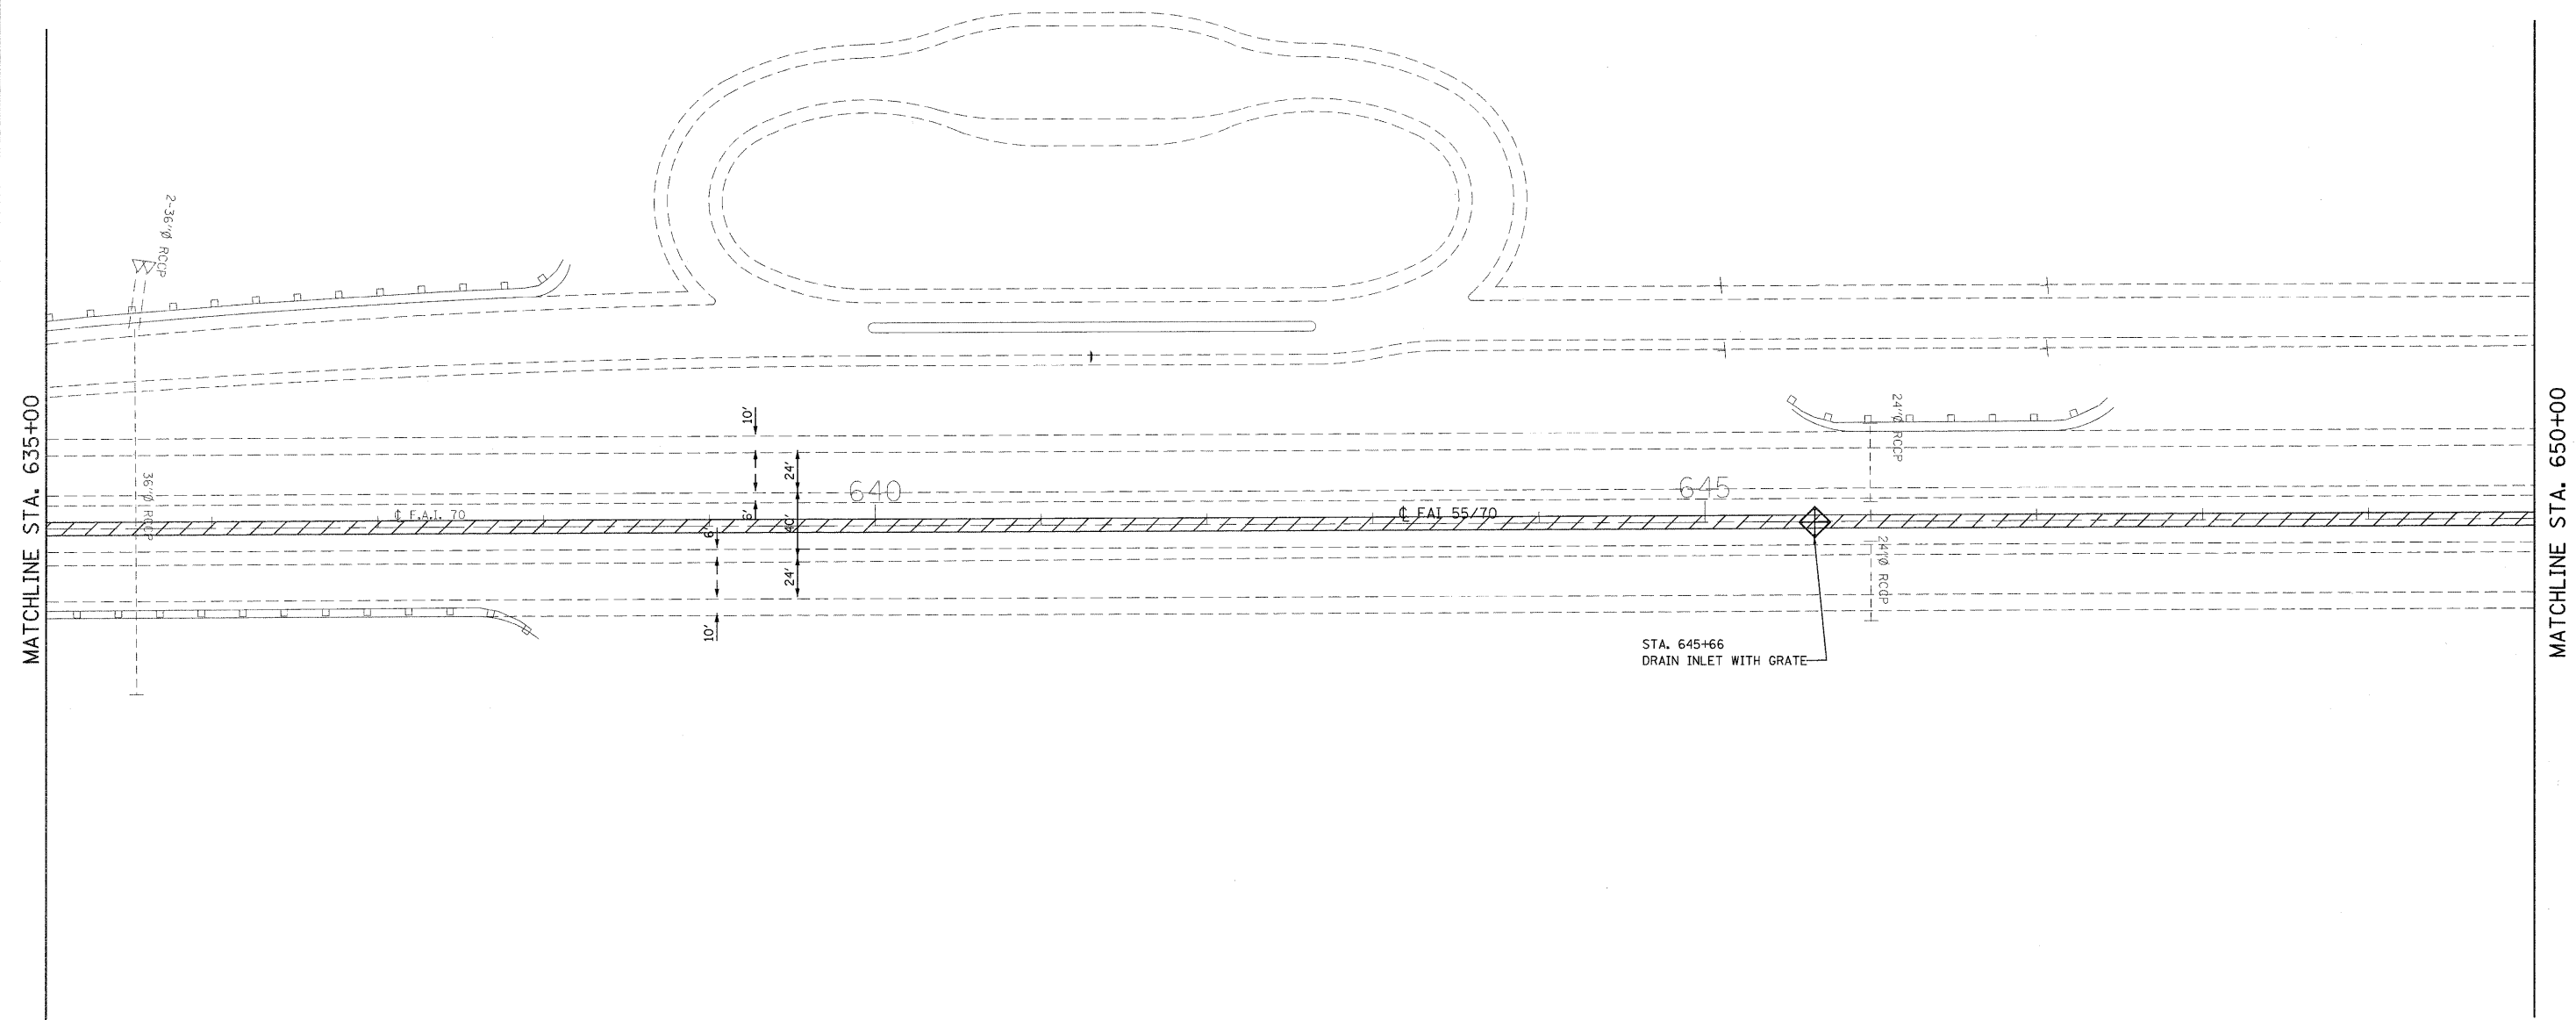 2-36"Ø RCCP
MATCHLINE STA. 635+00
36"Ø RCCP
℄ F.A.I. 70
10'
24'
640
6'
40'
6'
24'
10'
℄ FAI 55/70
645
24"Ø RCCP
24"Ø RCCP
STA. 645+66
DRAIN INLET WITH GRATE
MATCHLINE STA. 650+00